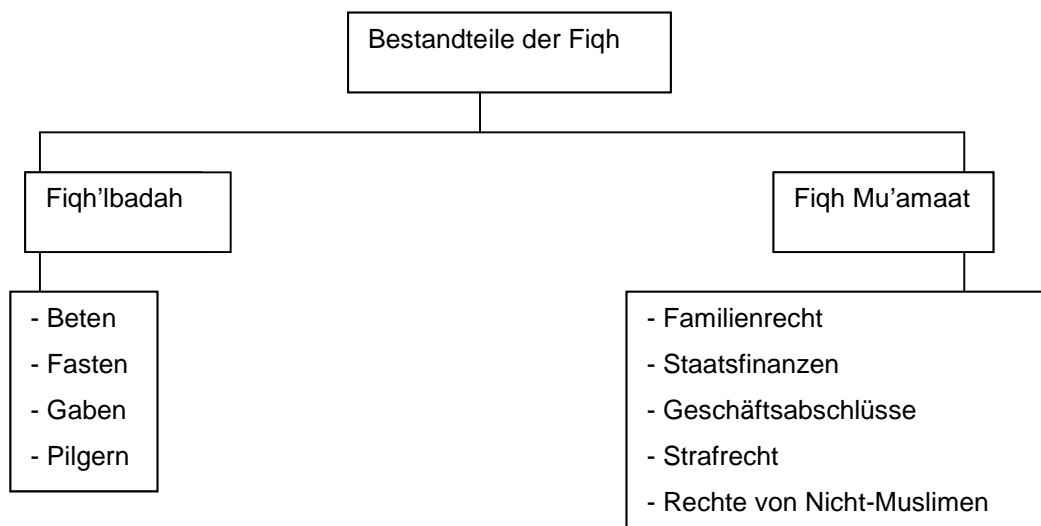 Bestandteile der Fiqh
Fiqh’Ibadah
Fiqh Mu’amaat
- Beten
- Fasten
- Gaben
- Pilgern
- Familienrecht
- Staatsfinanzen
- Geschäftsabschlüsse
- Strafrecht
- Rechte von Nicht-Muslimen